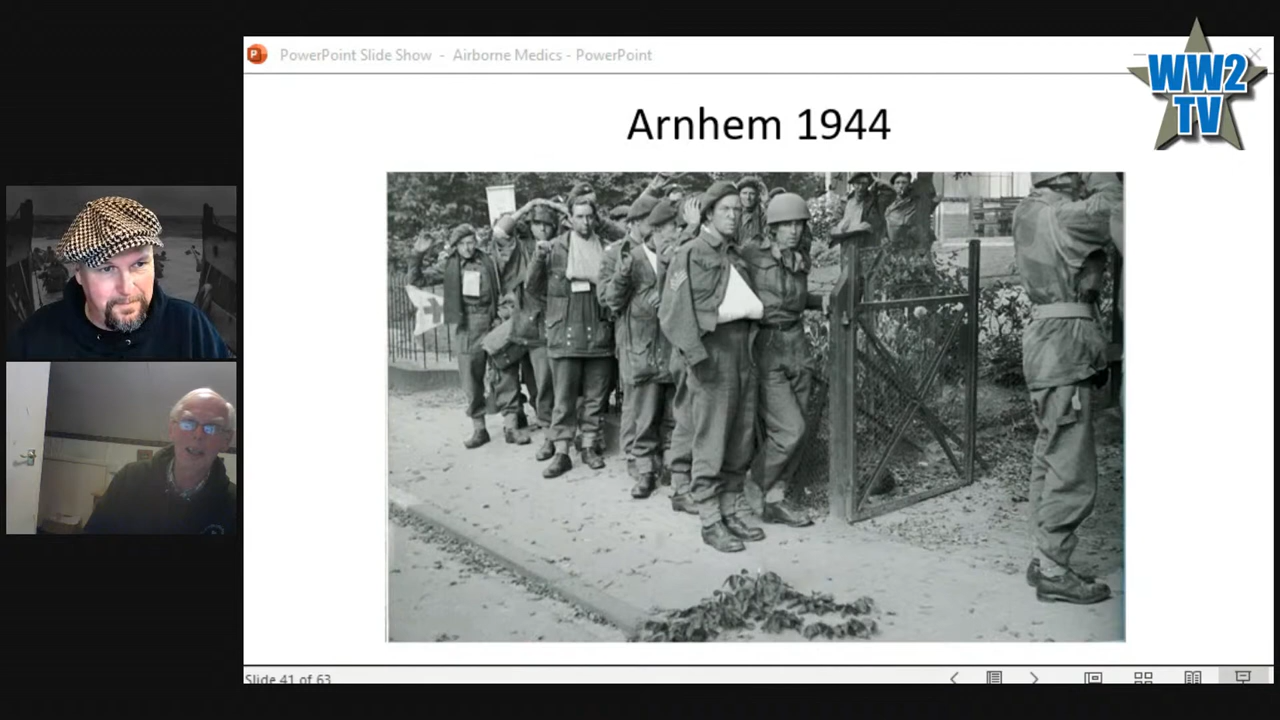 PowerPoint Slide Show - Airborne Medics - PowerPoint
WW2
TV
Arnhem 1944
Slide 41 of 63